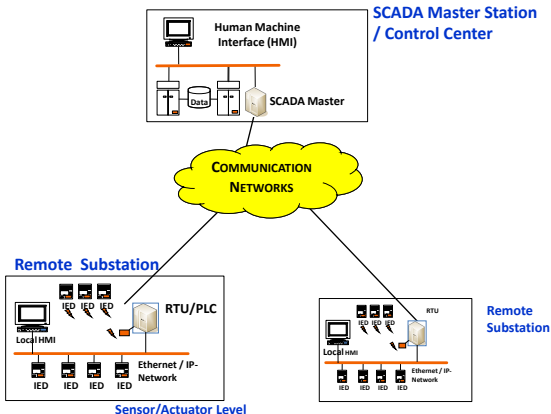 SCADA Master Station
/ Control Center
Human Machine
Interface (HMI)
Data
SCADA Master
COMMUNICATION
NETWORKS
Remote Substation
IED IED IED
RTU/PLC
Local HMI
Ethernet / IP-
Network
IED IED IED IED
Sensor/Actuator Level
Remote
Substation
RTU
IED IED IED
Local HMI
Ethernet / IP-
Network
IED IED IED IED